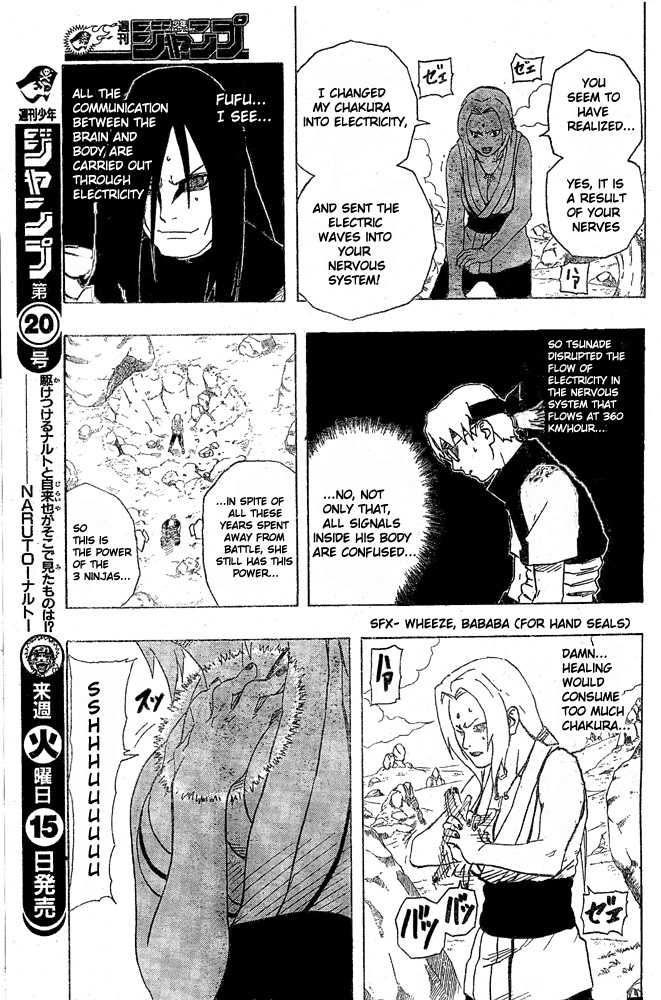 YOU
SEEM TO
HAVE
REALIZED...
YES, IT IS
A RESULT
OF YOUR
NERVES
ゼェ
ゼェ
ハァ
I CHANGED
MY CHAKURA
INTO ELECTRICITY,
AND SENT THE
ELECTRIC
WAVES INTO
YOUR
NERVOUS
SYSTEM!
FUFU...
I SEE...
ALL THE
COMMUNICATION
BETWEEN THE
BRAIN AND
BODY, ARE
CARRIED OUT
THROUGH
ELECTRICITY
SO TSUNADE
DISRUPTED THE
FLOW OF
ELECTRICITY IN
THE NERVOUS
SYSTEM THAT
FLOWS AT 360
KM/HOUR...
...NO, NOT
ONLY THAT,
ALL SIGNALS
INSIDE HIS BODY
ARE CONFUSED...
...IN SPITE OF
ALL THESE
YEARS SPENT
AWAY FROM
BATTLE, SHE
STILL HAS THIS
POWER...
SO
THIS IS
THE POWER
OF THE
3 NINJAS...
SFX- WHEEZE, BABABA (FOR HAND SEALS)
DAMN...
HEALING
WOULD
CONSUME
TOO MUCH
CHAKURA...
ハァ
ハァ
バッ
バッ
ゼェ
スッ
SSHHHUUUUUU
週刊少年ジャンプ
週刊少年
ジャンプ
第20号
駆けつけるナルトと自来也がそこで見たものは!?
―NARUTO―ナルト―
来週火曜日15日発売